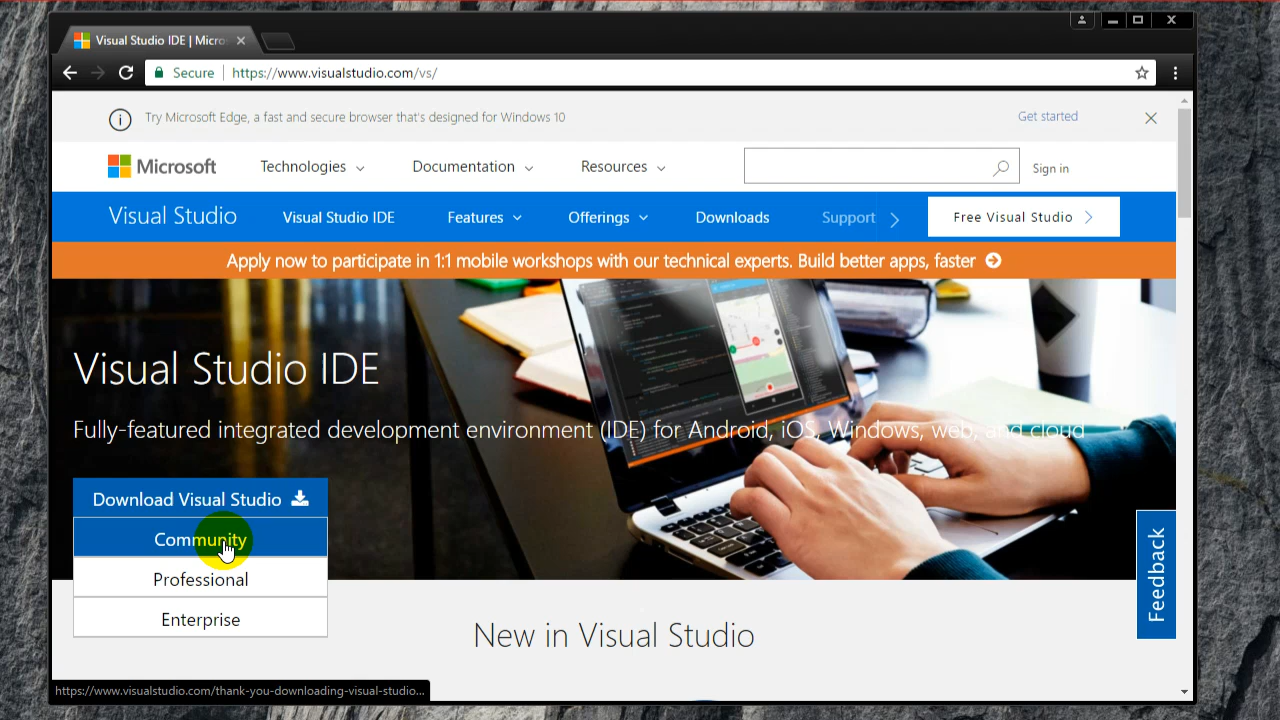 Visual Studio IDE | Micro
Secure
https://www.visualstudio.com/vs/
Try Microsoft Edge, a fast and secure browser that's designed for Windows 10
Get started
Microsoft
Technologies
Documentation
Resources
Sign in
Visual Studio
Visual Studio IDE
Features
Offerings
Downloads
Support
Free Visual Studio
Apply now to participate in 1:1 mobile workshops with our technical experts. Build better apps, faster
Visual Studio IDE
Fully-featured integrated development environment (IDE) for Android, iOS, Windows, web, and cloud
Download Visual Studio
Community
Professional
Enterprise
Feedback
New in Visual Studio
https://www.visualstudio.com/thank-you-downloading-visual-studio...